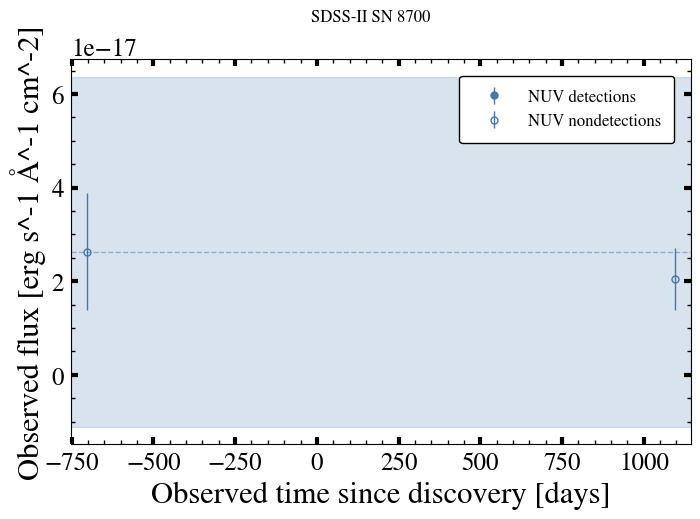 SDSS-II SN 8700
1e−17
Observed flux [erg s^-1 Å^-1 cm^-2]
6
4
2
0
NUV detections
NUV nondetections
−750 −500 −250 0 250 500 750 1000
Observed time since discovery [days]